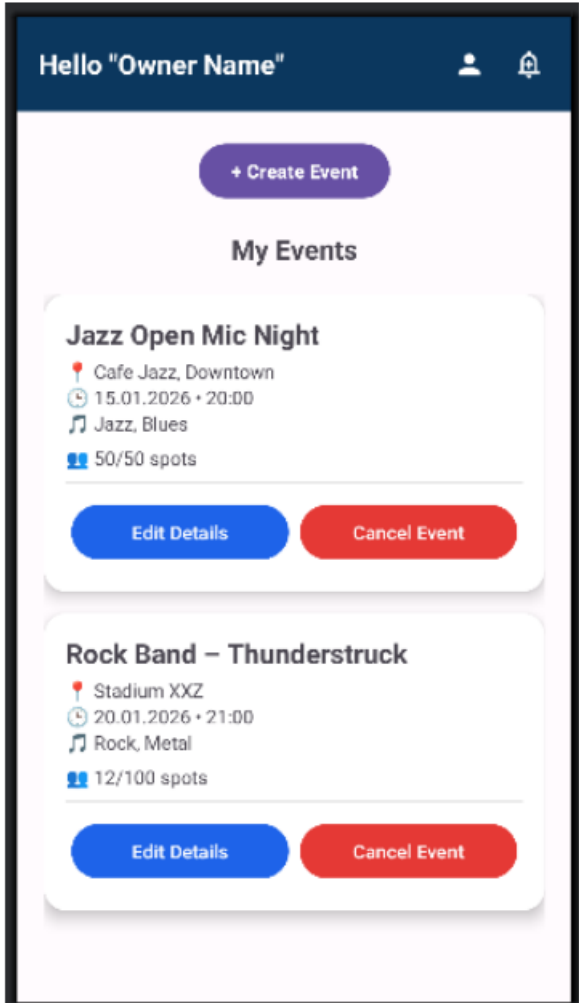 Hello "Owner Name"
+ Create Event
My Events
Jazz Open Mic Night
Cafe Jazz, Downtown
15.01.2026 • 20:00
Jazz, Blues
50/50 spots
Edit Details
Cancel Event
Rock Band – Thunderstruck
Stadium XXZ
20.01.2026 • 21:00
Rock, Metal
12/100 spots
Edit Details
Cancel Event